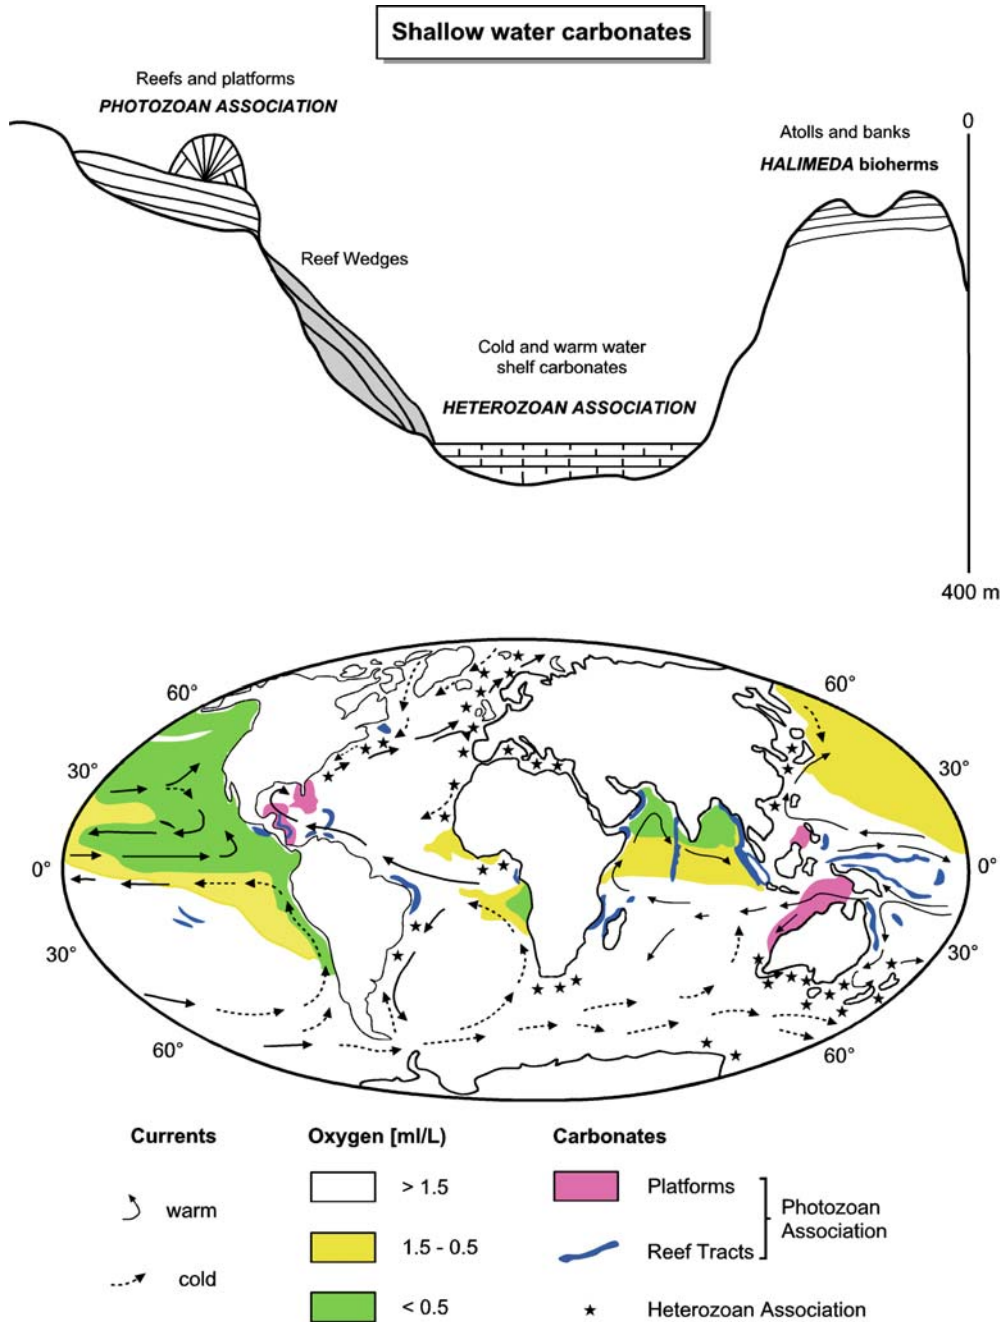 Shallow water carbonates
Reefs and platforms
PHOTOZOAN ASSOCIATION
Atolls and banks
HALIMEDA bioherms
0
Reef Wedges
Cold and warm water
shelf carbonates
HETEROZOAN ASSOCIATION
400 m
60°
60°
30°
30°
0°
0°
30°
30°
60°
60°
Currents
warm
cold
Oxygen [ml/L]
> 1.5
1.5 - 0.5
< 0.5
Carbonates
Platforms
Reef Tracts
Photozoan
Association
Heterozoan Association